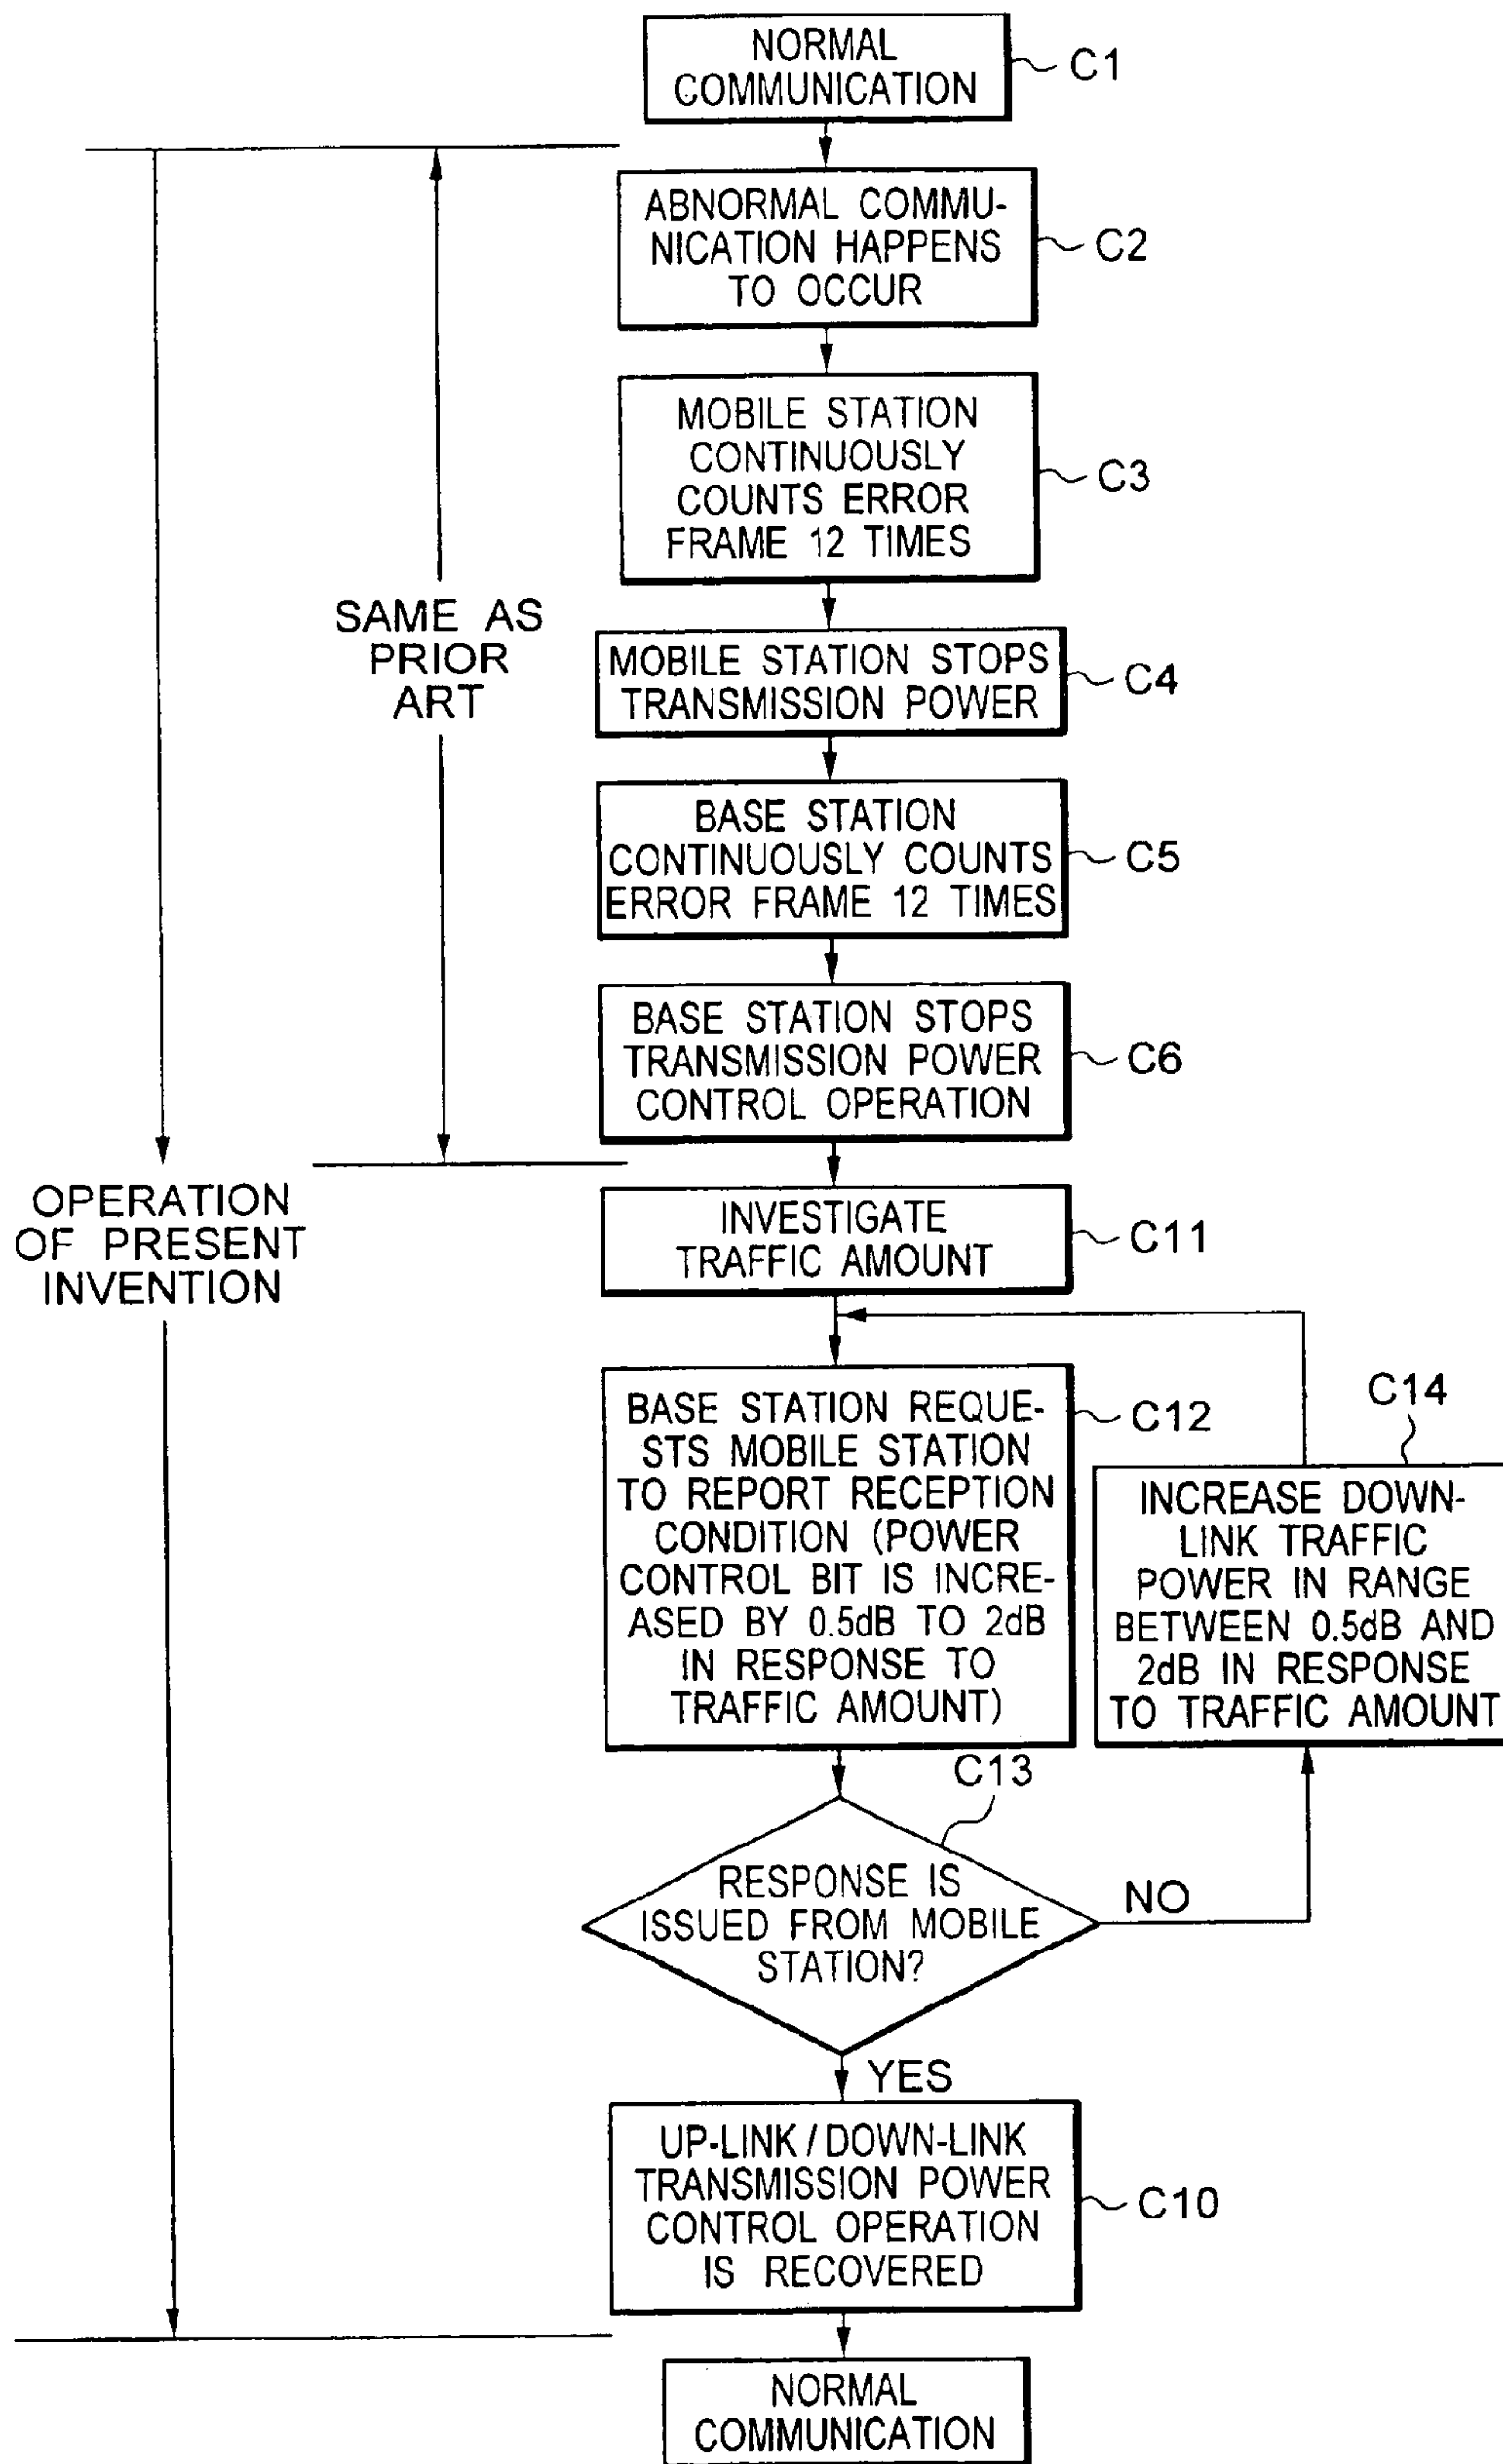 NORMAL
COMMUNICATION
C1
ABNORMAL COMMU-
NICATION HAPPENS
TO OCCUR
C2
MOBILE STATION
CONTINUOUSLY
COUNTS ERROR
FRAME 12 TIMES
C3
SAME AS
PRIOR
ART
MOBILE STATION STOPS
TRANSMISSION POWER
C4
BASE STATION
CONTINUOUSLY COUNTS
ERROR FRAME 12 TIMES
C5
BASE STATION STOPS
TRANSMISSION POWER
CONTROL OPERATION
C6
OPERATION
OF PRESENT
INVENTION
INVESTIGATE
TRAFFIC AMOUNT
C11
BASE STATION REQUE-
STS MOBILE STATION
TO REPORT RECEPTION
CONDITION (POWER
CONTROL BIT IS INCRE-
ASED BY 0.5dB TO 2dB
IN RESPONSE TO
TRAFFIC AMOUNT)
C12
C14
INCREASE DOWN-
LINK TRAFFIC
POWER IN RANGE
BETWEEN 0.5dB AND
2dB IN RESPONSE
TO TRAFFIC AMOUNT
C13
RESPONSE IS
ISSUED FROM MOBILE
STATION?
NO
YES
UP-LINK / DOWN-LINK
TRANSMISSION POWER
CONTROL OPERATION
IS RECOVERED
C10
NORMAL
COMMUNICATION